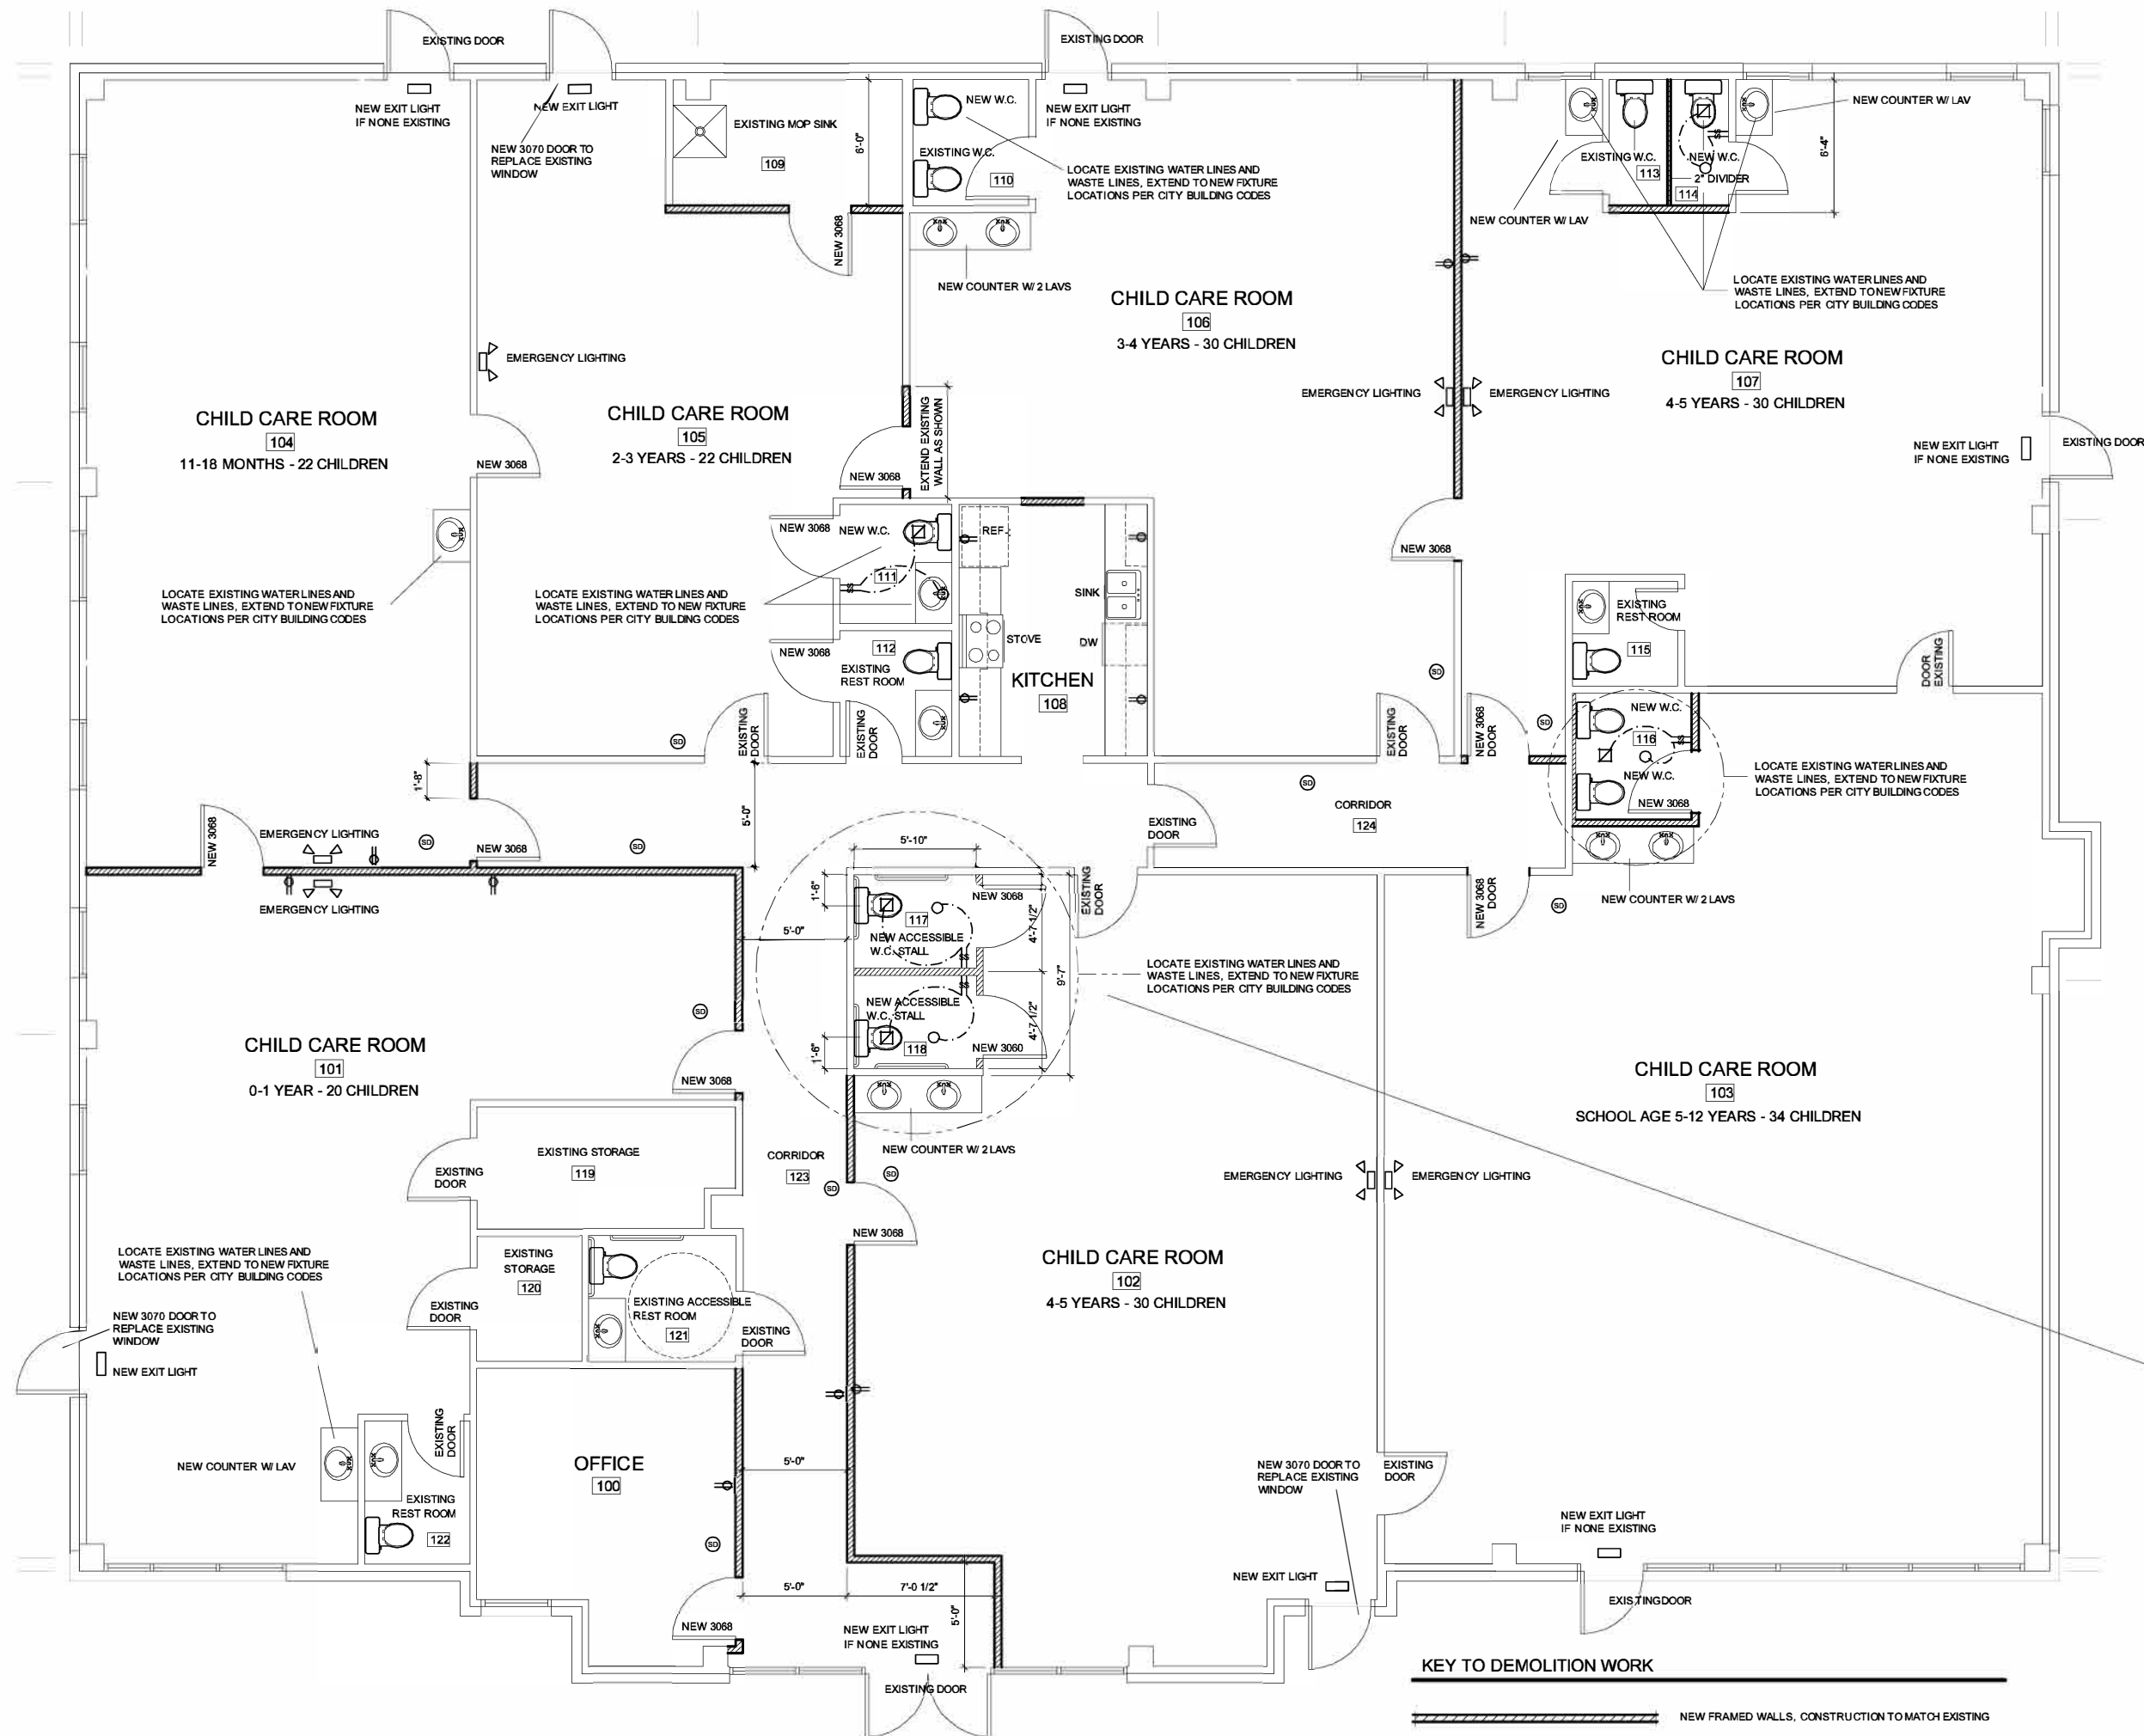 EXISTING DOOR
EXISTING DOOR
NEW EXIT LIGHT
IF NONE EXISTING
NEW EXIT LIGHT
NEW 3070 DOOR TO
REPLACE EXISTING
WINDOW
EXISTING MOP SINK
109
6'-0"
NEW 3068
NEW W.C.
EXISTING W.C.
110
NEW EXIT LIGHT
IF NONE EXISTING
LOCATE EXISTING WATER LINES AND
WASTE LINES, EXTEND TO NEW FIXTURE
LOCATIONS PER CITY BUILDING CODES
NEW COUNTER W/ 2 LAVS
NEW COUNTER W/ LAV
EXISTING W.C.
113
NEW W.C.
2" DIVIDER
114
SS
6'-4"
NEW COUNTER W/ LAV
LOCATE EXISTING WATER LINES AND
WASTE LINES, EXTEND TO NEW FIXTURE
LOCATIONS PER CITY BUILDING CODES
CHILD CARE ROOM
106
3-4 YEARS - 30 CHILDREN
EMERGENCY LIGHTING
EMERGENCY LIGHTING
EMERGENCY LIGHTING
CHILD CARE ROOM
107
4-5 YEARS - 30 CHILDREN
NEW EXIT LIGHT
IF NONE EXISTING
EXISTING DOOR
CHILD CARE ROOM
104
11-18 MONTHS - 22 CHILDREN
NEW 3068
CHILD CARE ROOM
105
2-3 YEARS - 22 CHILDREN
NEW 3068
EXTEND EXISTING
WALL AS SHOWN
NEW 3068
NEW W.C.
111
SS
REF.
SINK
STOVE
DW
KITCHEN
108
NEW 3068
LOCATE EXISTING WATER LINES AND
WASTE LINES, EXTEND TO NEW FIXTURE
LOCATIONS PER CITY BUILDING CODES
LOCATE EXISTING WATER LINES AND
WASTE LINES, EXTEND TO NEW FIXTURE
LOCATIONS PER CITY BUILDING CODES
NEW 3068
112
EXISTING
REST ROOM
EXISTING
REST ROOM
115
DOOR
EXISTING
SD
SD
EXISTING
DOOR
EXISTING
DOOR
EXISTING
DOOR
NEW 3068
DOOR
SD
NEW W.C.
116
SS
NEW W.C.
NEW 3068
LOCATE EXISTING WATER LINES AND
WASTE LINES, EXTEND TO NEW FIXTURE
LOCATIONS PER CITY BUILDING CODES
NEW COUNTER W/ 2 LAVS
1'-8"
5'-0"
NEW 3068
EMERGENCY LIGHTING
SD
NEW 3068
SD
EMERGENCY LIGHTING
EXISTING
DOOR
SD
CORRIDOR
124
NEW 3068
DOOR
SD
5'-10"
1'-6"
117
NEW 3068
NEW ACCESSIBLE
W.C. STALL
SS
4'-7 1/2"
EXISTING
DOOR
5'-0"
9'-7"
SS
NEW ACCESSIBLE
W.C. STALL
118
NEW 3060
4'-7 1/2"
1'-6"
LOCATE EXISTING WATER LINES AND
WASTE LINES, EXTEND TO NEW FIXTURE
LOCATIONS PER CITY BUILDING CODES
SD
CHILD CARE ROOM
101
0-1 YEAR - 20 CHILDREN
NEW 3068
CHILD CARE ROOM
103
SCHOOL AGE 5-12 YEARS - 34 CHILDREN
NEW COUNTER W/ 2 LAVS
EXISTING STORAGE
119
EXISTING
DOOR
CORRIDOR
123
SD
SD
EMERGENCY LIGHTING
EMERGENCY LIGHTING
NEW 3068
LOCATE EXISTING WATER LINES AND
WASTE LINES, EXTEND TO NEW FIXTURE
LOCATIONS PER CITY BUILDING CODES
EXISTING
STORAGE
120
EXISTING
DOOR
EXISTING ACCESSIBLE
REST ROOM
121
EXISTING
DOOR
CHILD CARE ROOM
102
4-5 YEARS - 30 CHILDREN
NEW 3070 DOOR TO
REPLACE EXISTING
WINDOW
NEW EXIT LIGHT
EXISTING
DOOR
NEW COUNTER W/ LAV
EXISTING
REST ROOM
122
OFFICE
100
5'-0"
SD
NEW 3070 DOOR TO
REPLACE EXISTING
WINDOW
EXISTING
DOOR
NEW EXIT LIGHT
IF NONE EXISTING
NEW EXIT LIGHT
5'-0"
7'-0 1/2"
5'-0"
NEW 3068
NEW EXIT LIGHT
IF NONE EXISTING
EXISTING DOOR
EXISTING DOOR
KEY TO DEMOLITION WORK
NEW FRAMED WALLS, CONSTRUCTION TO MATCH EXISTING